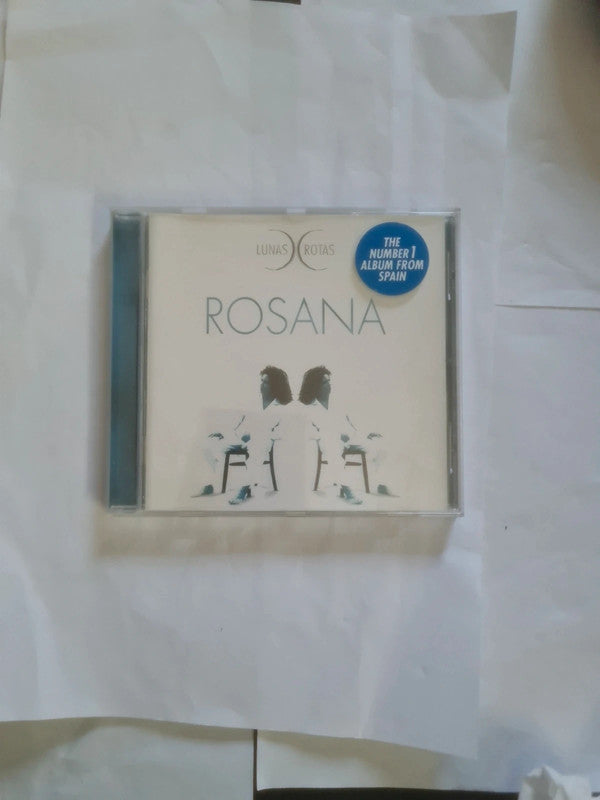 LUNAS ROTAS
THE
NUMBER 1
ALBUM FROM
SPAIN
ROSANA